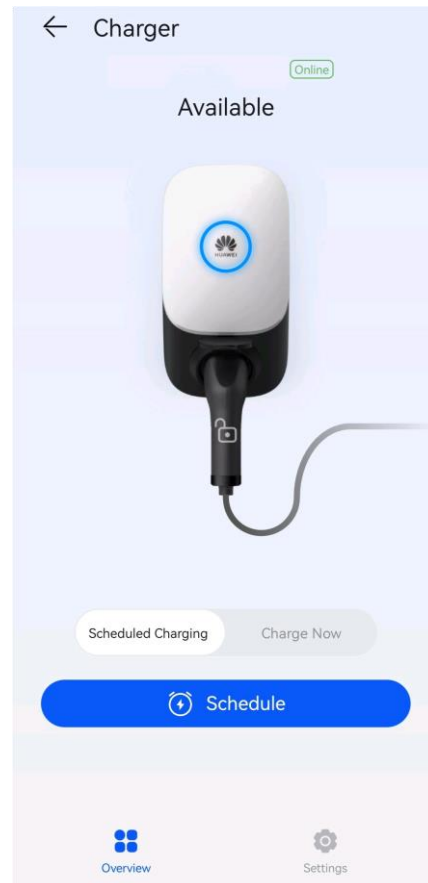 Charger
Online
Available
HUAWEI
Scheduled Charging
Charge Now
Schedule
Overview
Settings